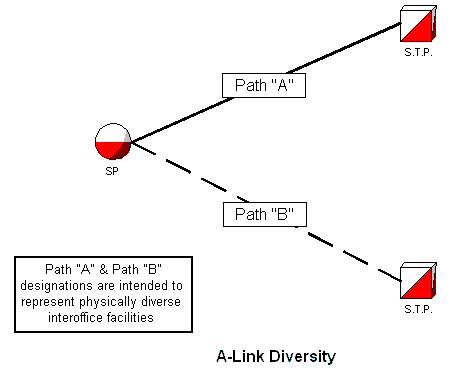 S.T.P.
Path "A"
SP
Path "B"
Path "A" & Path "B"
designations are intended to
represent physically diverse
interoffice facilities
S.T.P.
A-Link Diversity